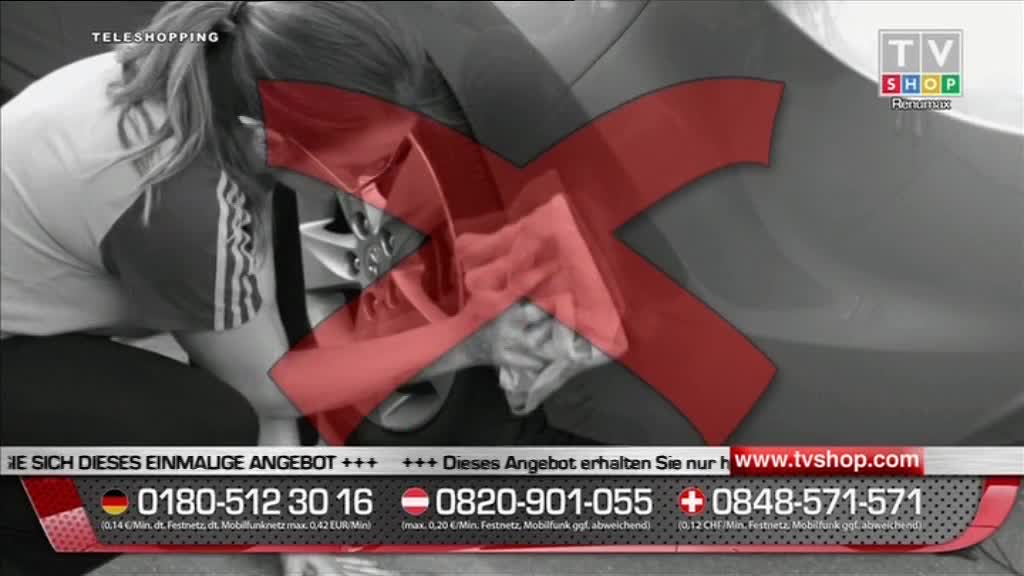 TELESHOPPING
TV
SHOP
Renumax
SIE SICH DIESES EINMALIGE ANGEBOT +++ +++ Dieses Angebot erhalten Sie nur
www.tvshop.com
0180-512 30 16
(0,14 €/Min. dt. Festnetz, dt. Mobilfunknetz max. 0,42 EUR/Min)
0820-901-055
(max. 0,20 €/Min. Festnetz, Mobilfunk ggf. abweichend)
0848-571-571
(0,12 CHF/Min. Festnetz, Mobilfunk ggf. abweichend)